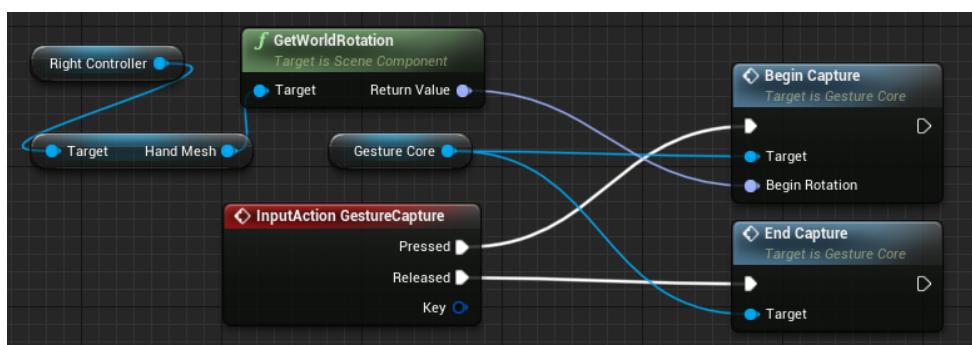 Right Controller
GetWorldRotation
Target is Scene Component
Target Return Value
Target Hand Mesh
Gesture Core
InputAction GestureCapture
Pressed
Released
Key
Begin Capture
Target is Gesture Core
Target
Begin Rotation
End Capture
Target is Gesture Core
Target